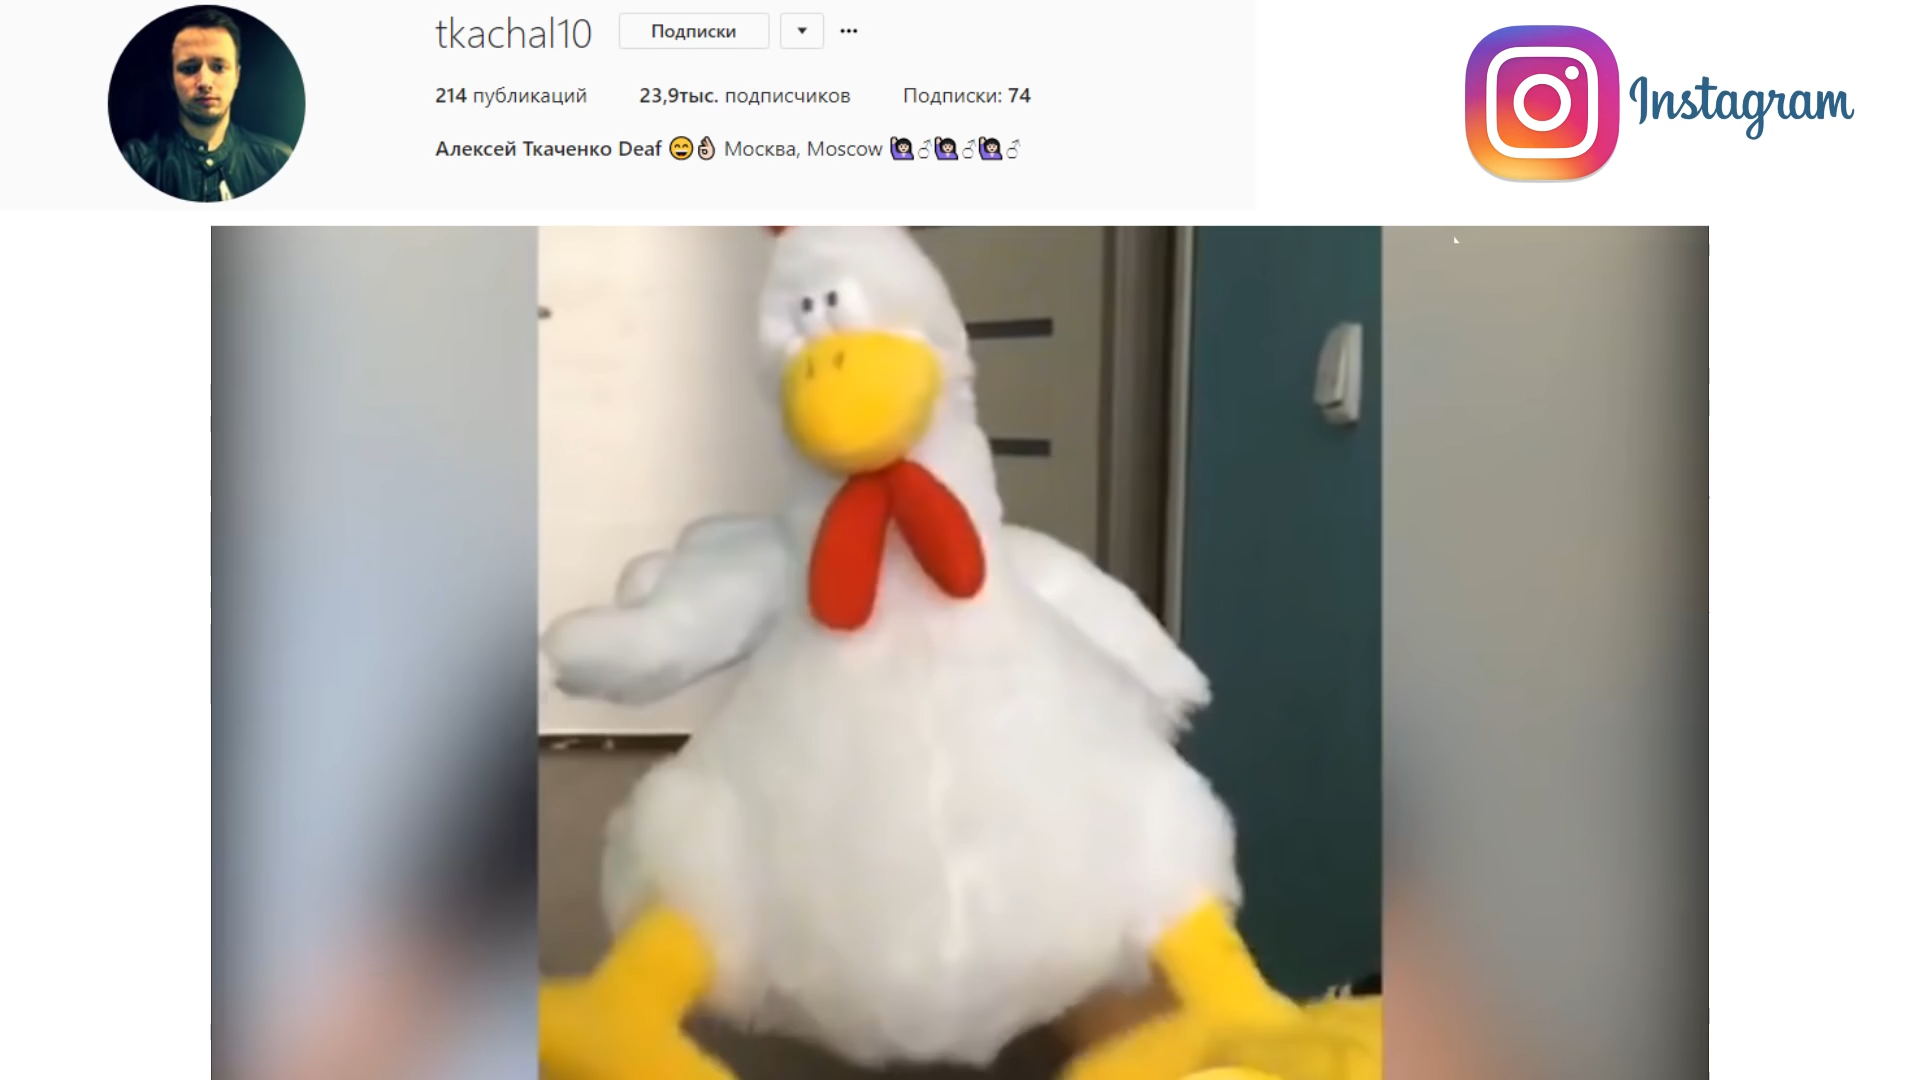 tkachal10 Подписки
Instagram
214 публикаций 23,9тыс. подписчиков Подписки: 74
Алексей Ткаченко Deaf 😄👌🏻 Москва, Moscow 🙋🏻♂🙋🏻♂🙋🏻♂